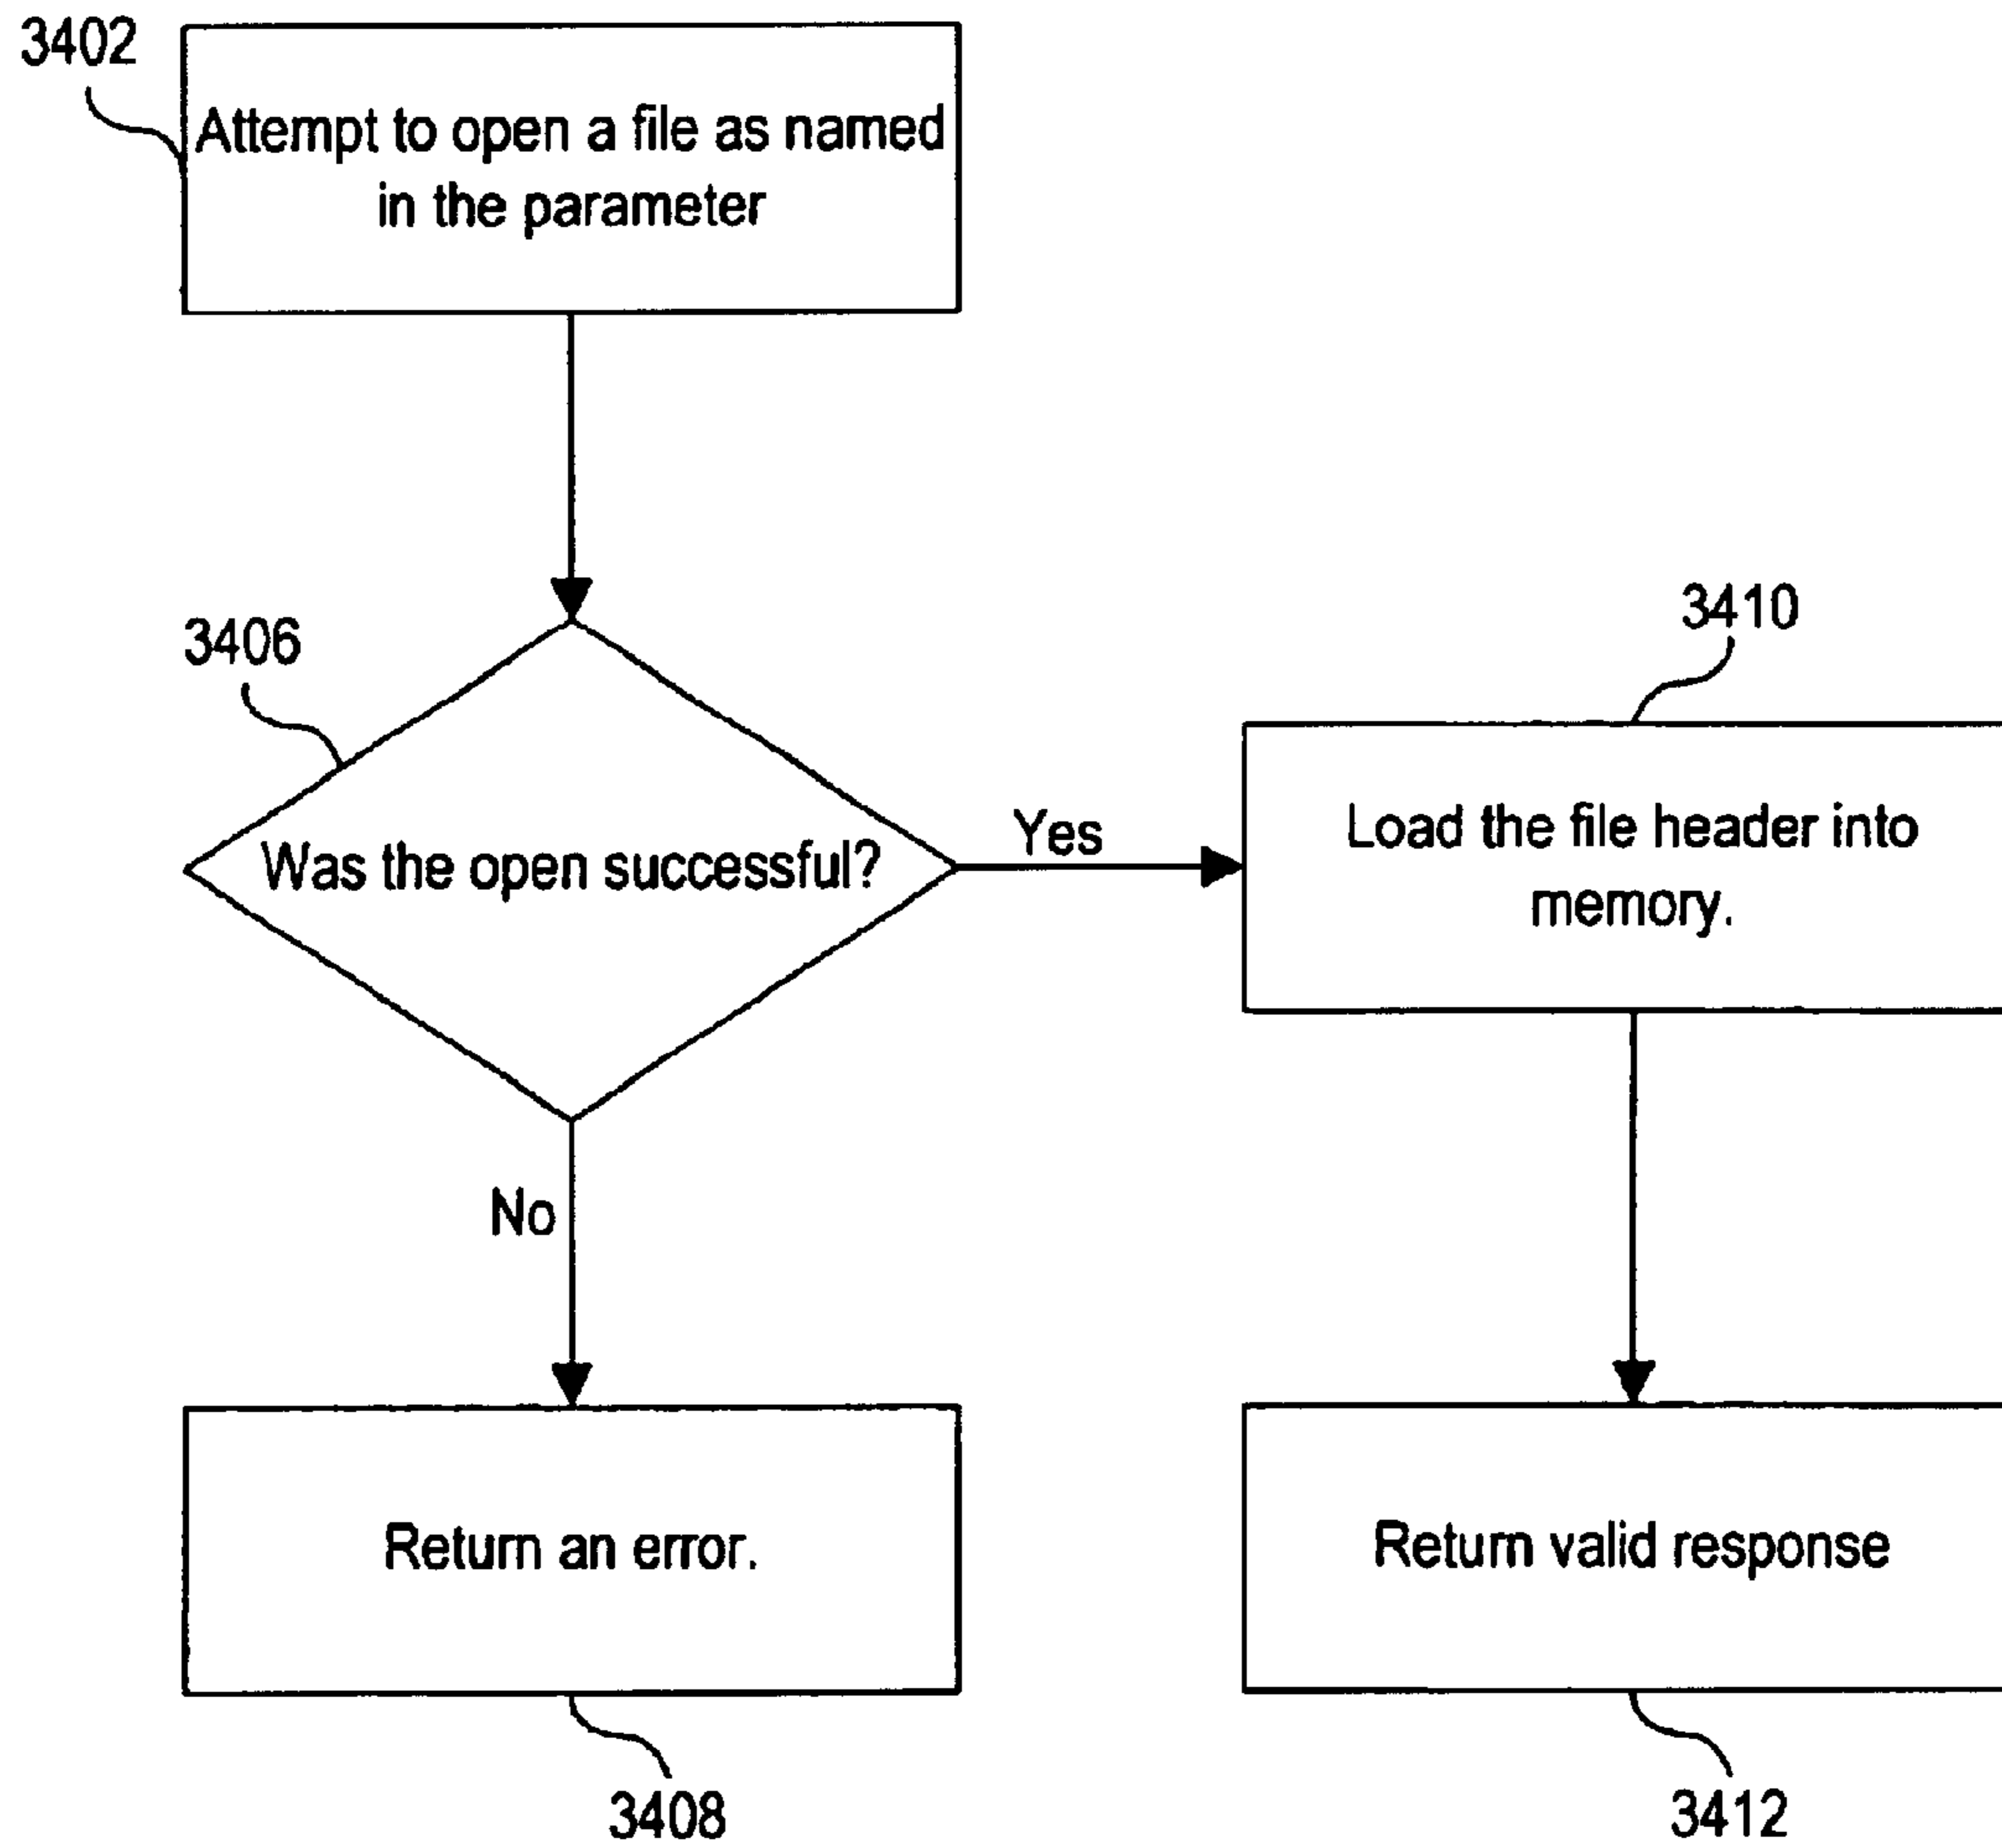 3402
Attempt to open a file as named
in the parameter
3406
Was the open successful?
Yes
3410
Load the file header into
memory.
No
Return an error.
3408
Return valid response
3412